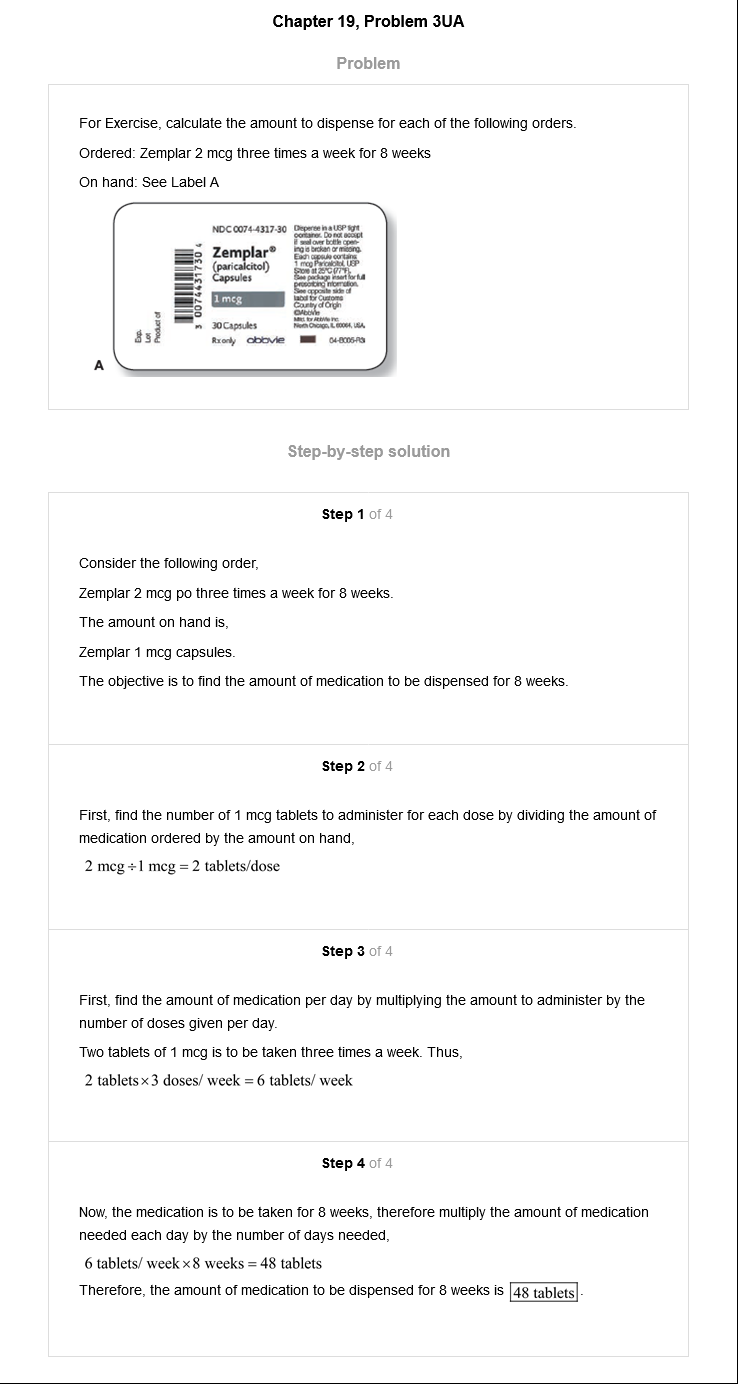 Chapter 19, Problem 3UA
Problem
For Exercise, calculate the amount to dispense for each of the following orders.
Ordered: Zemplar 2 mcg three times a week for 8 weeks
On hand: See Label A
NDC 0074-4317-30
Zemplar®
(paricalcitol)
Capsules
1 mcg
30 Capsules
Rx only abbvie
Dispense in a USP tight
container. Do not accept
if seal over bottle open-
ing is broken or missing.
Each capsule contains:
1 mcg Paricalcitol, USP
Store at 25°C (77°F).
See package insert for full
prescribing information.
See opposite side of
label for Customs
Country of Origin
©AbbVie
Mfd. for AbbVie Inc.
North Chicago, IL 60064, USA
04-B005-R3
3 0074431730 4
Exp.
Lot
Product of
A
Step-by-step solution
Step 1 of 4
Consider the following order,
Zemplar 2 mcg po three times a week for 8 weeks.
The amount on hand is,
Zemplar 1 mcg capsules.
The objective is to find the amount of medication to be dispensed for 8 weeks.
Step 2 of 4
First, find the number of 1 mcg tablets to administer for each dose by dividing the amount of
medication ordered by the amount on hand,
2 mcg ÷ 1 mcg = 2 tablets/dose
Step 3 of 4
First, find the amount of medication per day by multiplying the amount to administer by the
number of doses given per day.
Two tablets of 1 mcg is to be taken three times a week. Thus,
2 tablets × 3 doses/ week = 6 tablets/ week
Step 4 of 4
Now, the medication is to be taken for 8 weeks, therefore multiply the amount of medication
needed each day by the number of days needed,
6 tablets/ week × 8 weeks = 48 tablets
Therefore, the amount of medication to be dispensed for 8 weeks is 48 tablets.